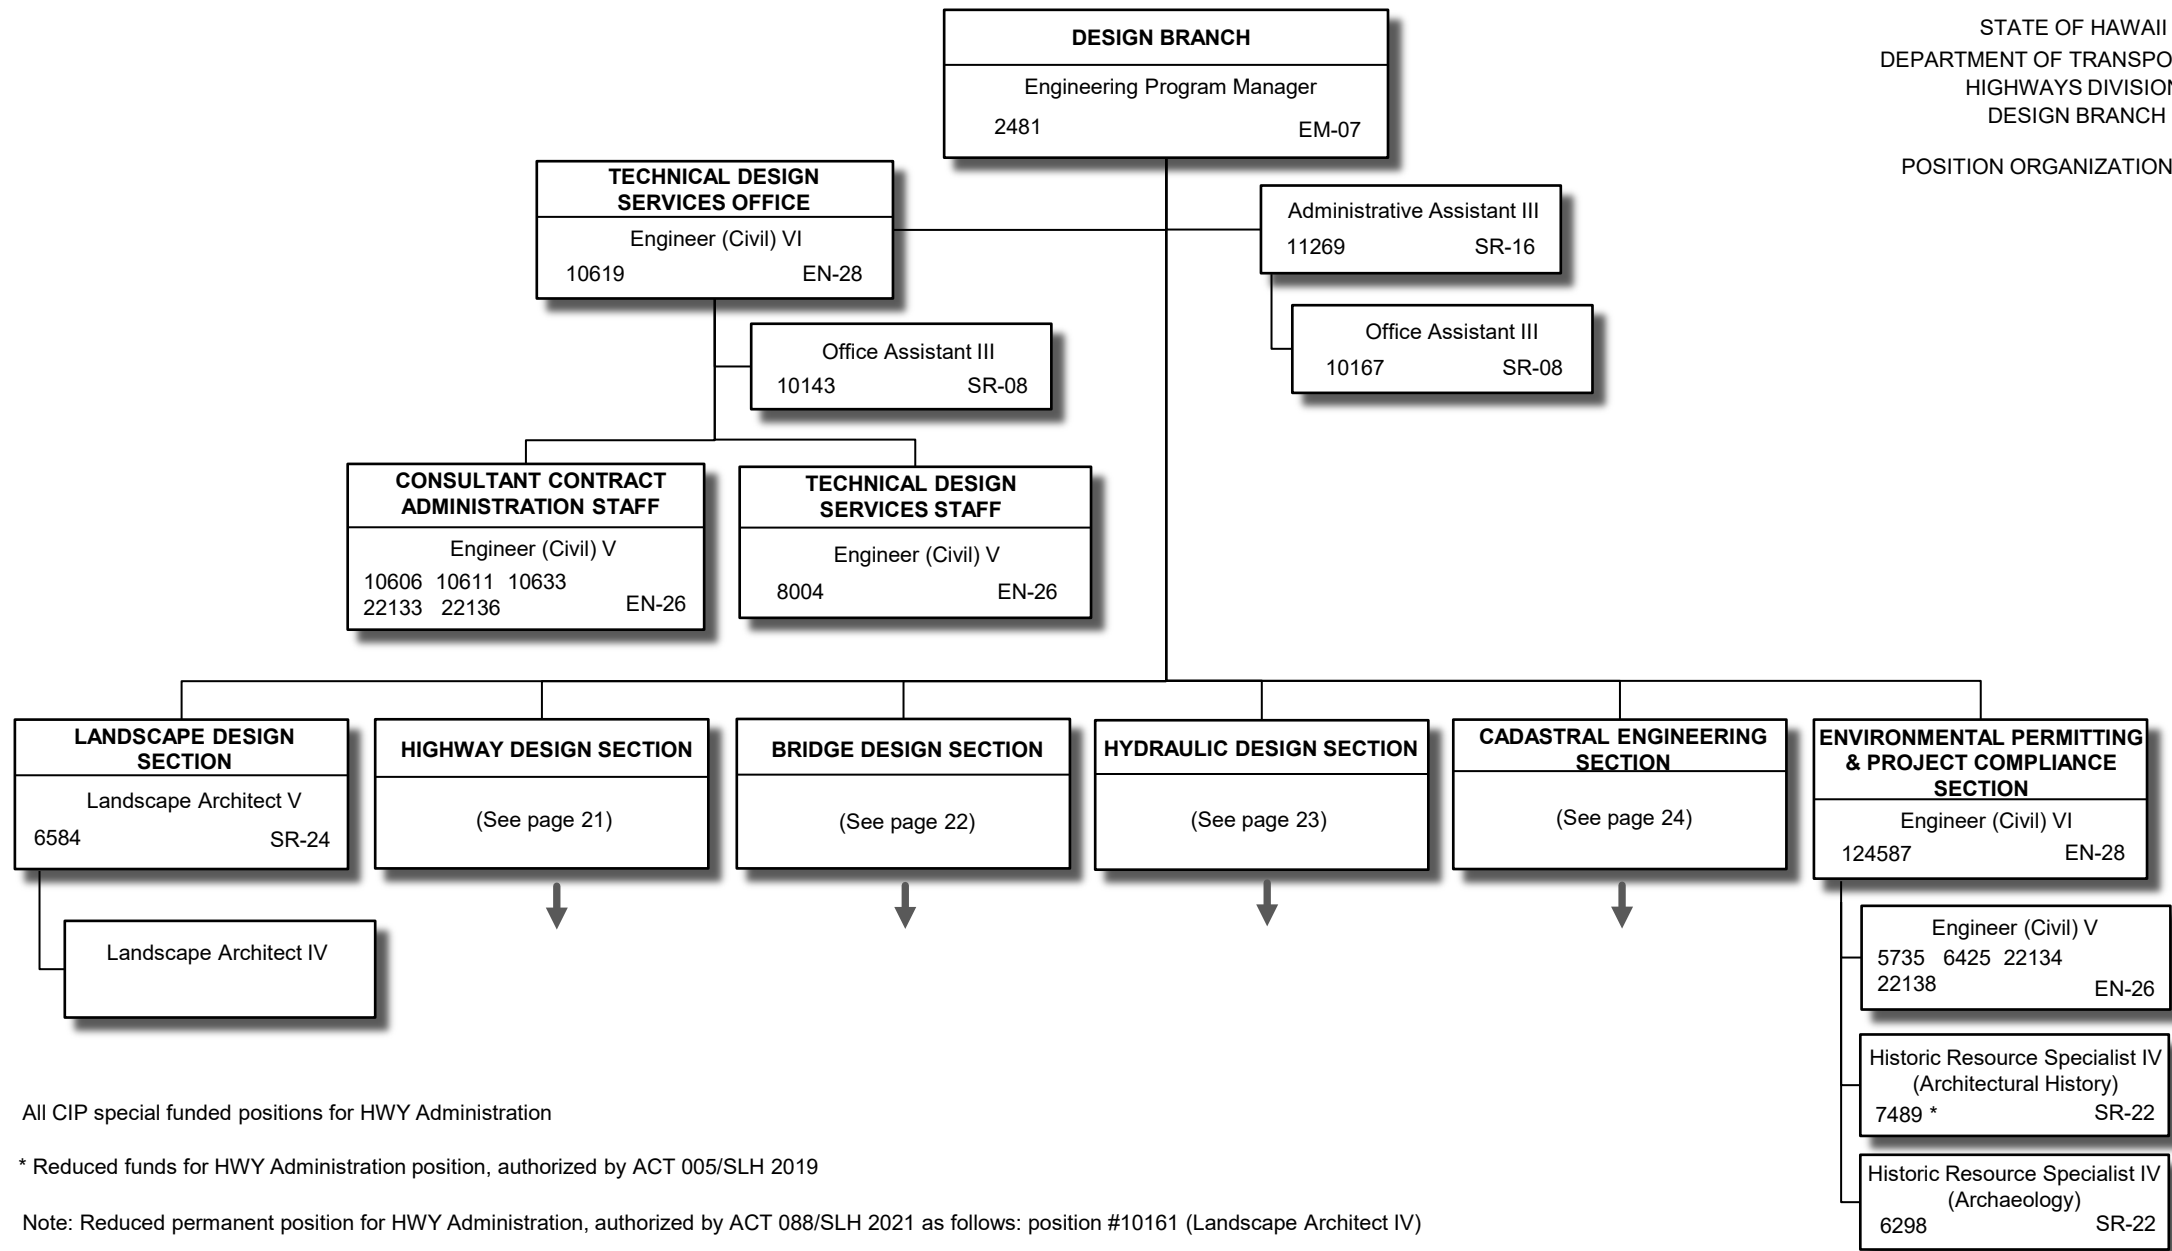 STATE OF HAWAII
DEPARTMENT OF TRANSPO
HIGHWAYS DIVISION
DESIGN BRANCH
POSITION ORGANIZATION
DESIGN BRANCH
Engineering Program Manager
2481 EM-07
TECHNICAL DESIGN
SERVICES OFFICE
Engineer (Civil) VI
10619 EN-28
Administrative Assistant III
11269 SR-16
Office Assistant III
10167 SR-08
Office Assistant III
10143 SR-08
CONSULTANT CONTRACT
ADMINISTRATION STAFF
Engineer (Civil) V
10606 10611 10633
22133 22136 EN-26
TECHNICAL DESIGN
SERVICES STAFF
Engineer (Civil) V
8004 EN-26
LANDSCAPE DESIGN
SECTION
Landscape Architect V
6584 SR-24
Landscape Architect IV
HIGHWAY DESIGN SECTION
(See page 21)
BRIDGE DESIGN SECTION
(See page 22)
HYDRAULIC DESIGN SECTION
(See page 23)
CADASTRAL ENGINEERING
SECTION
(See page 24)
ENVIRONMENTAL PERMITTING
& PROJECT COMPLIANCE
SECTION
Engineer (Civil) VI
124587 EN-28
Engineer (Civil) V
5735 6425 22134
22138 EN-26
Historic Resource Specialist IV
(Architectural History)
7489 * SR-22
Historic Resource Specialist IV
(Archaeology)
6298 SR-22
All CIP special funded positions for HWY Administration
* Reduced funds for HWY Administration position, authorized by ACT 005/SLH 2019
Note: Reduced permanent position for HWY Administration, authorized by ACT 088/SLH 2021 as follows: position #10161 (Landscape Architect IV)